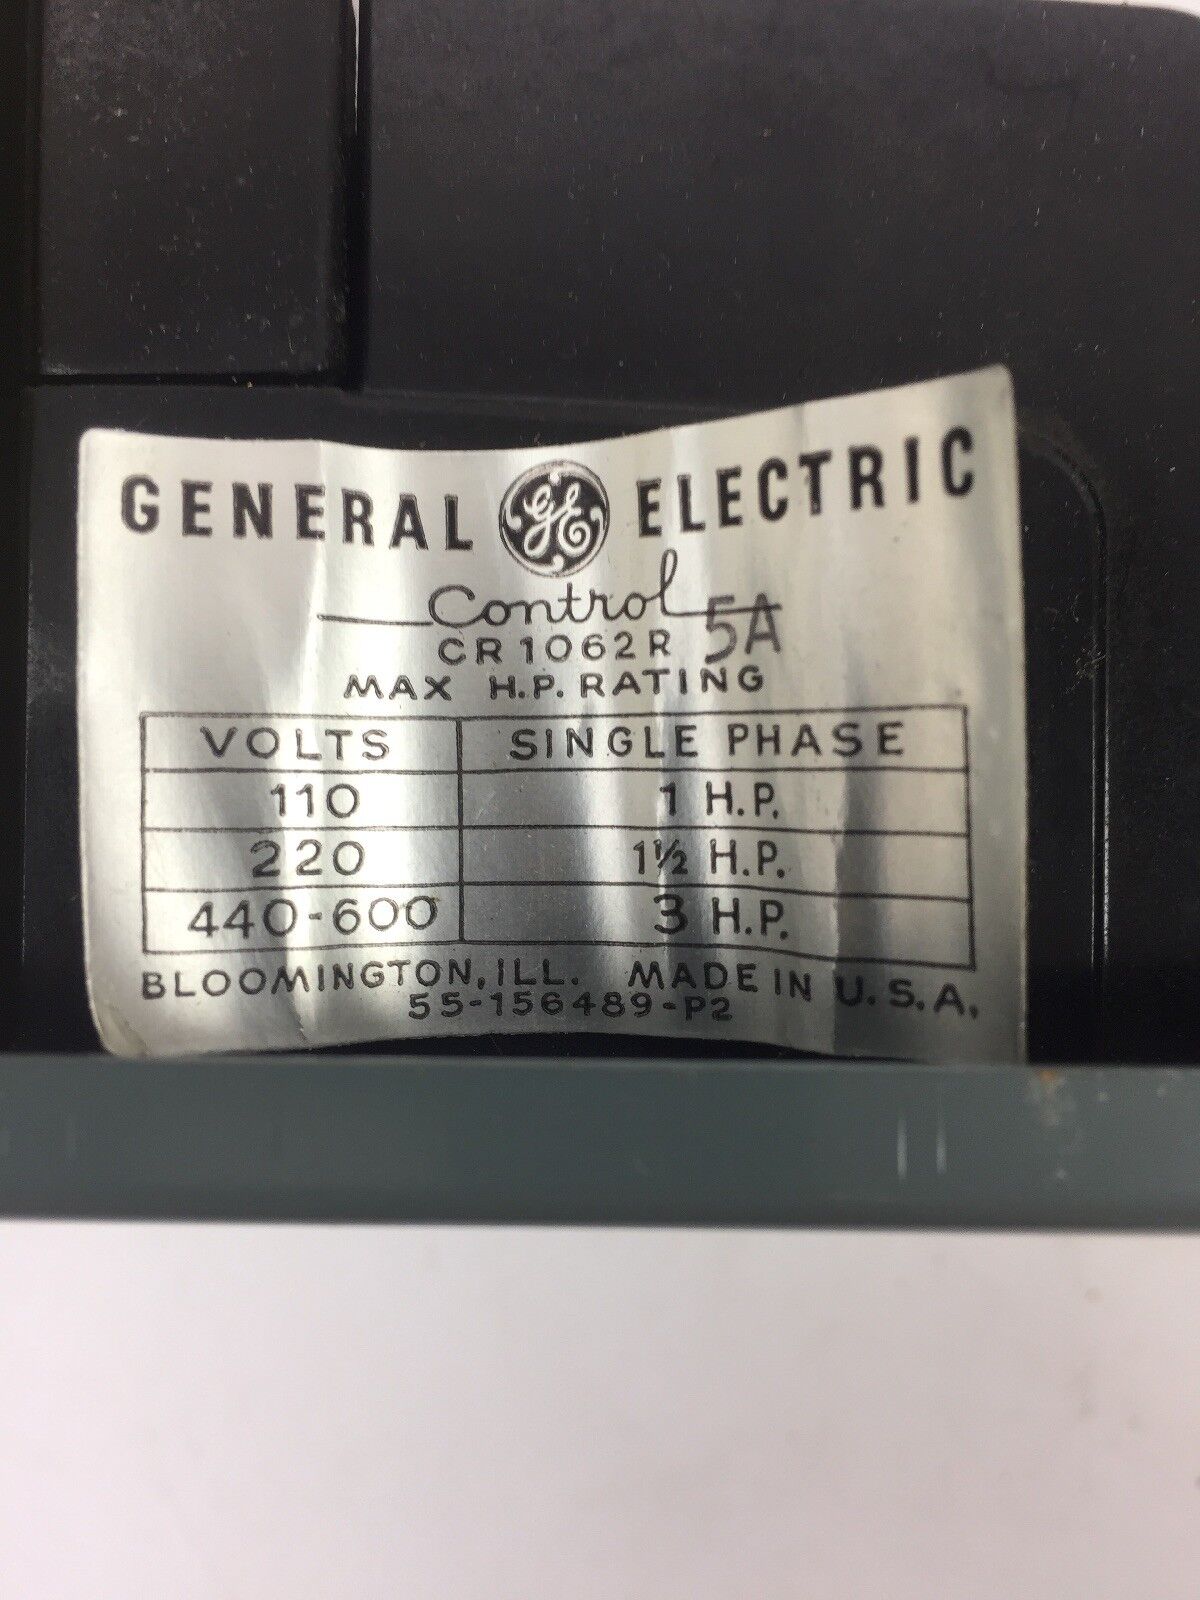 GENERAL GE ELECTRIC
Control
CR1062R 5A
MAX H.P. RATING
VOLTS SINGLE PHASE
110 1 H.P.
220 1½ H.P.
440-600 3 H.P.
BLOOMINGTON, ILL. MADE IN U.S.A.
55-156489-P2